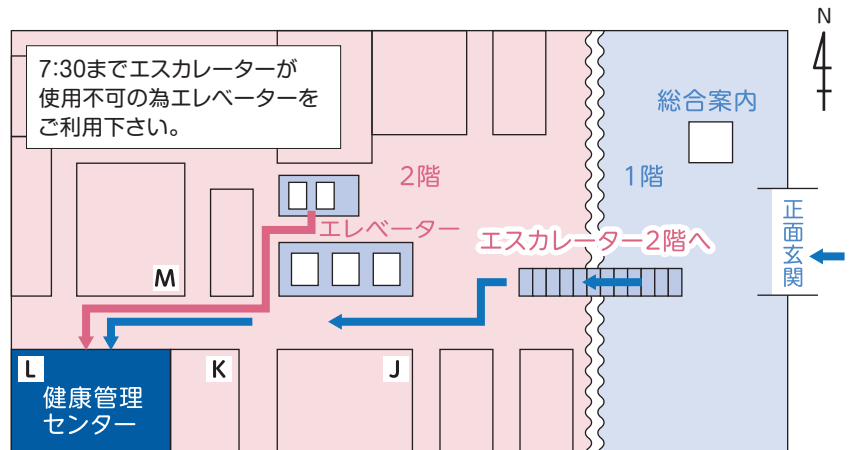 7:30までエスカレーターが
使用不可の為エレベーターを
ご利用下さい。
N
総合案内
2階
1階
正面玄関
エレベーター
エスカレーター2階へ
M
L
K
J
健康管理
センター